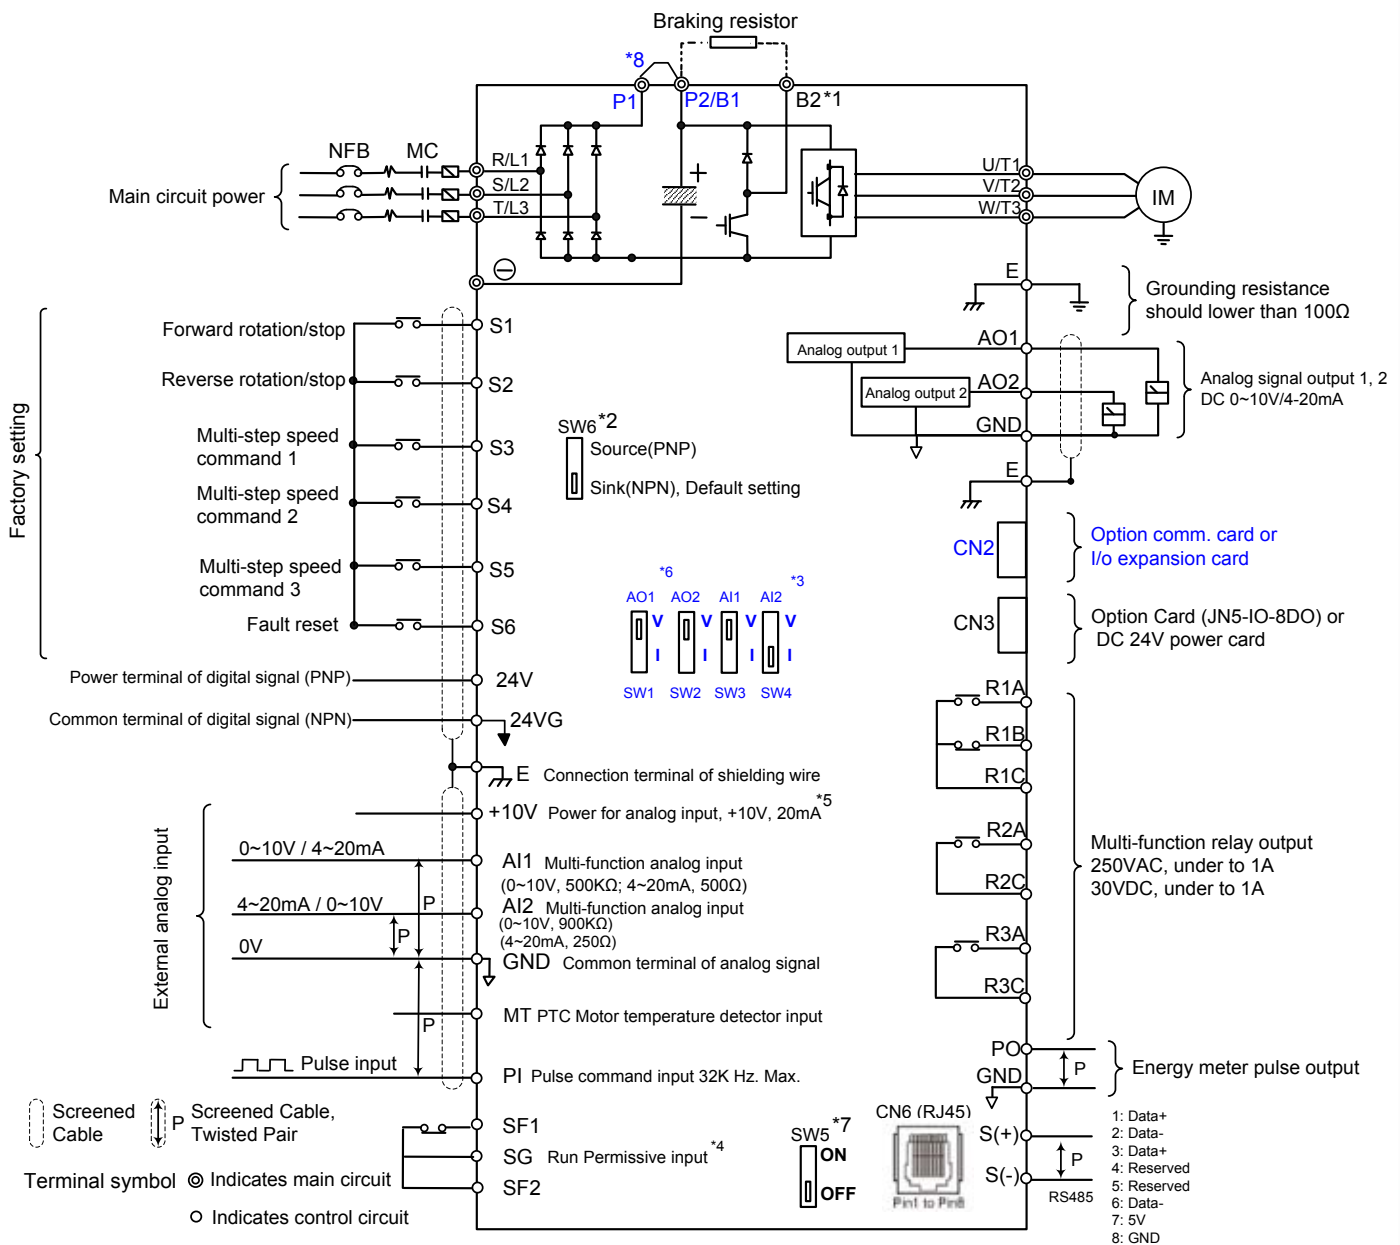 Braking resistor
*8
P1
P2/B1
B2*1
NFB MC
Main circuit power
R/L1
S/L2
T/L3
+
−
U/T1
V/T2
W/T3
IM
⊖
E
Grounding resistance
should lower than 100Ω
Factory setting
Forward rotation/stop
S1
Reverse rotation/stop
S2
Multi-step speed
command 1
S3
Multi-step speed
command 2
S4
Multi-step speed
command 3
S5
Fault reset
S6
Power terminal of digital signal (PNP)
24V
Common terminal of digital signal (NPN)
24VG
E Connection terminal of shielding wire
SW6*2
Source(PNP)
Sink(NPN), Default setting
*6
*3
AO1 AO2 AI1 AI2
V V V V
I I I I
SW1 SW2 SW3 SW4
Analog output 1
AO1
Analog output 2
AO2
GND
Analog signal output 1, 2
DC 0~10V/4-20mA
E
CN2
Option comm. card or
I/o expansion card
CN3
Option Card (JN5-IO-8DO) or
DC 24V power card
R1A
R1B
R1C
R2A
R2C
R3A
R3C
Multi-function relay output
250VAC, under to 1A
30VDC, under to 1A
External analog input
+10V Power for analog input, +10V, 20mA*5
0~10V / 4~20mA
AI1 Multi-function analog input
(0~10V, 500KΩ; 4~20mA, 500Ω)
P
4~20mA / 0~10V
AI2 Multi-function analog input
(0~10V, 900KΩ)
(4~20mA, 250Ω)
P
0V
GND Common terminal of analog signal
MT PTC Motor temperature detector input
P
Pulse input
PI Pulse command input 32K Hz. Max.
PO
GND
P
Energy meter pulse output
Screened
Cable
P
Screened Cable,
Twisted Pair
Terminal symbol
Indicates main circuit
Indicates control circuit
SF1
SG Run Permissive input *4
SF2
SW5*7
ON
OFF
CN6 (RJ45)
Pin1 to Pin8
S(+)
S(-)
P
RS485
1: Data+
2: Data-
3: Data+
4: Reserved
5: Reserved
6: Data-
7: 5V
8: GND